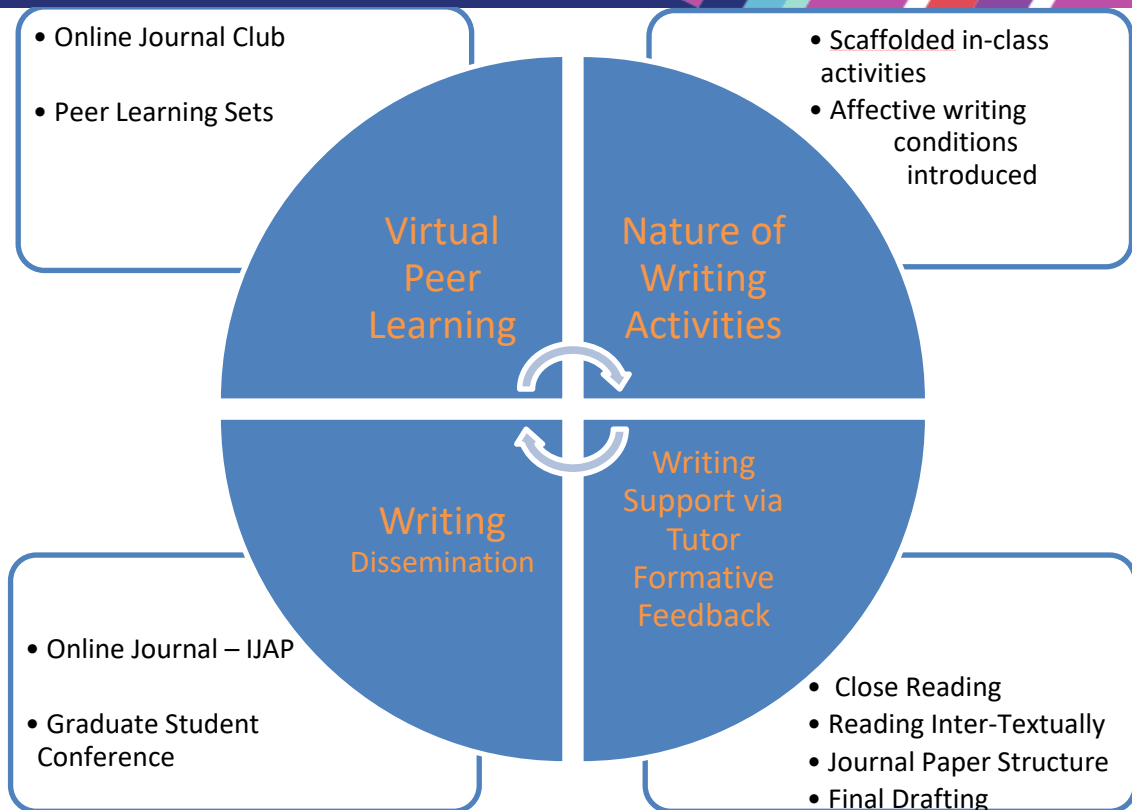 • Online Journal Club
• Peer Learning Sets
• Scaffolded in-class
activities
• Affective writing
conditions
introduced
Virtual
Peer
Learning
Nature of
Writing
Activities
Writing
Dissemination
Writing
Support via
Tutor
Formative
Feedback
• Online Journal – IJAP
• Graduate Student
Conference
• Close Reading
• Reading Inter-Textually
• Journal Paper Structure
• Final Drafting